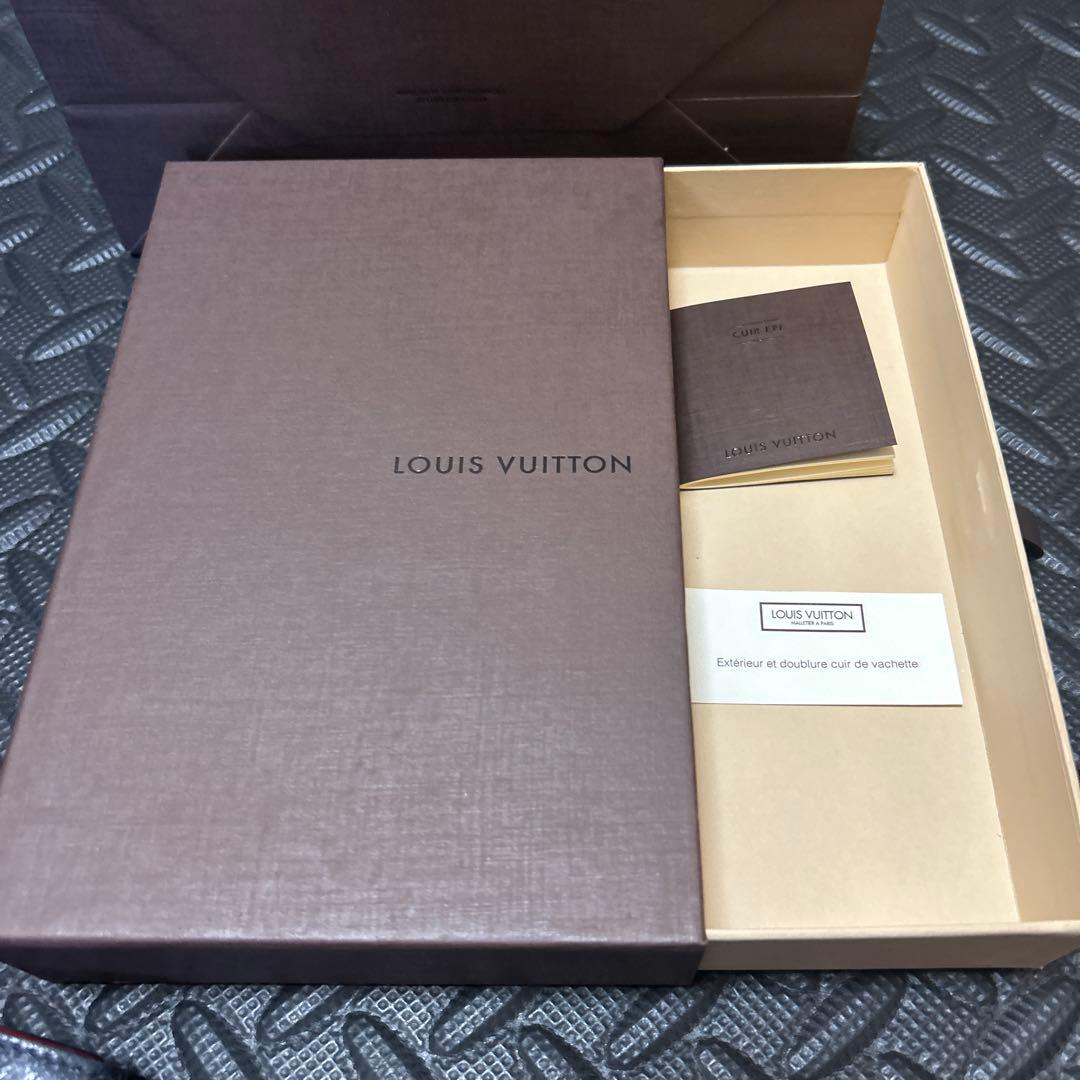 LOUIS VUITTON
CUIR EPI
LOUIS VUITTON
LOUIS VUITTON
MALLETIER A PARIS
Extérieur et doublure cuir de vachette